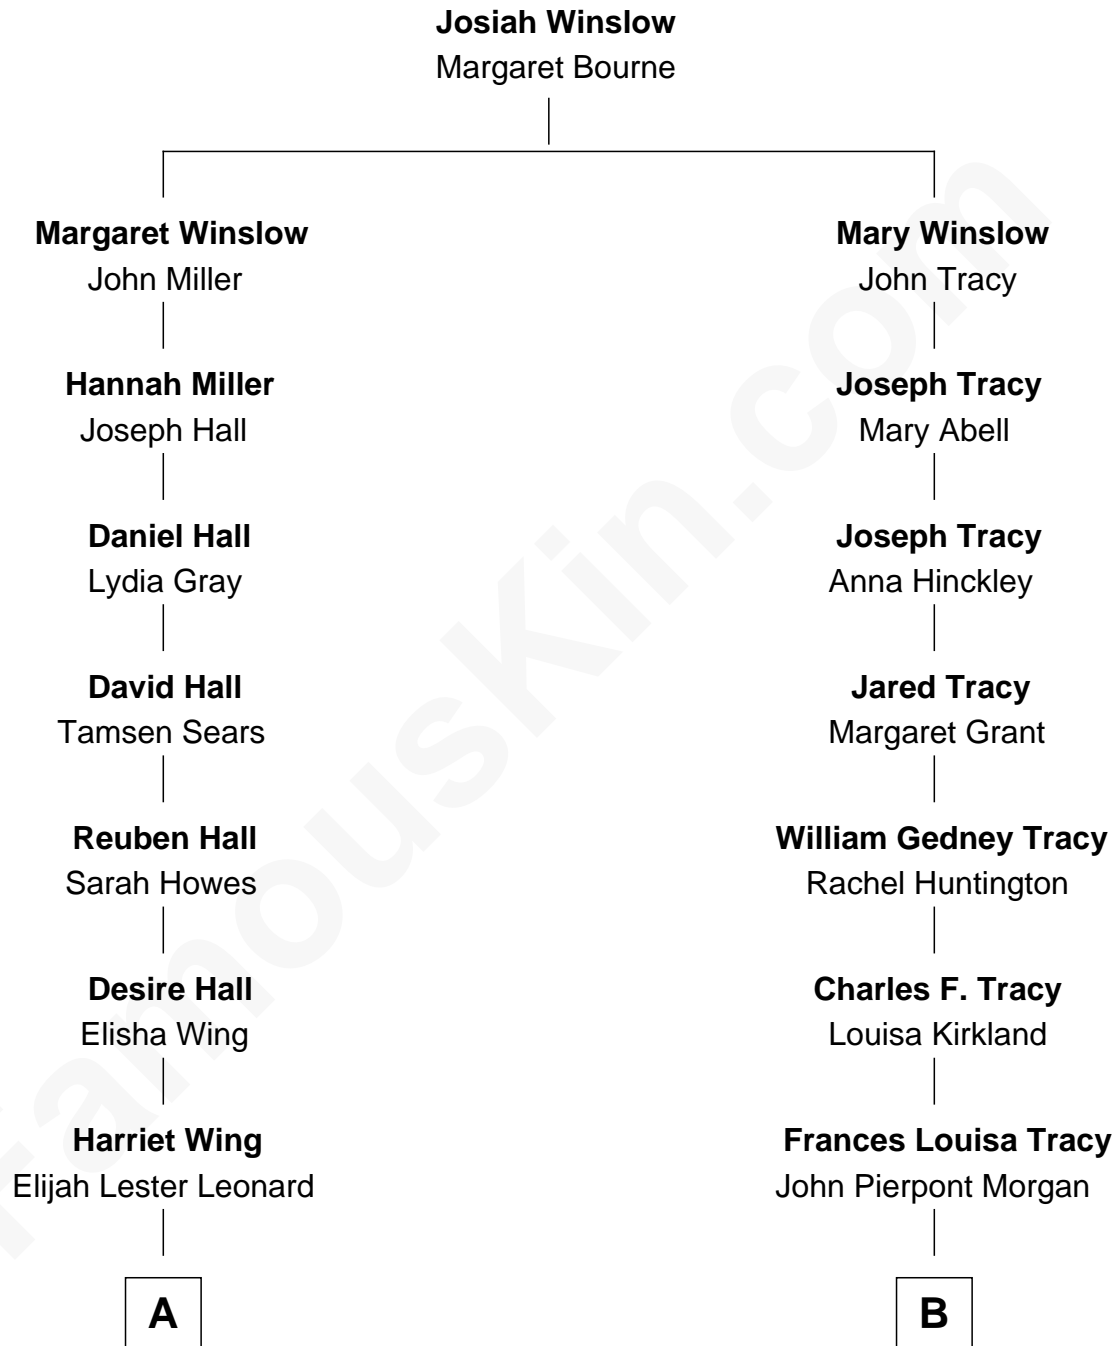 Josiah Winslow
Margaret Bourne
Margaret Winslow
John Miller
Mary Winslow
John Tracy
Hannah Miller
Joseph Hall
Joseph Tracy
Mary Abell
Daniel Hall
Lydia Gray
Joseph Tracy
Anna Hinckley
David Hall
Tamsen Sears
Jared Tracy
Margaret Grant
Reuben Hall
Sarah Howes
William Gedney Tracy
Rachel Huntington
Desire Hall
Elisha Wing
Charles F. Tracy
Louisa Kirkland
Harriet Wing
Elijah Lester Leonard
Frances Louisa Tracy
John Pierpont Morgan
A
B
FamousKin.com